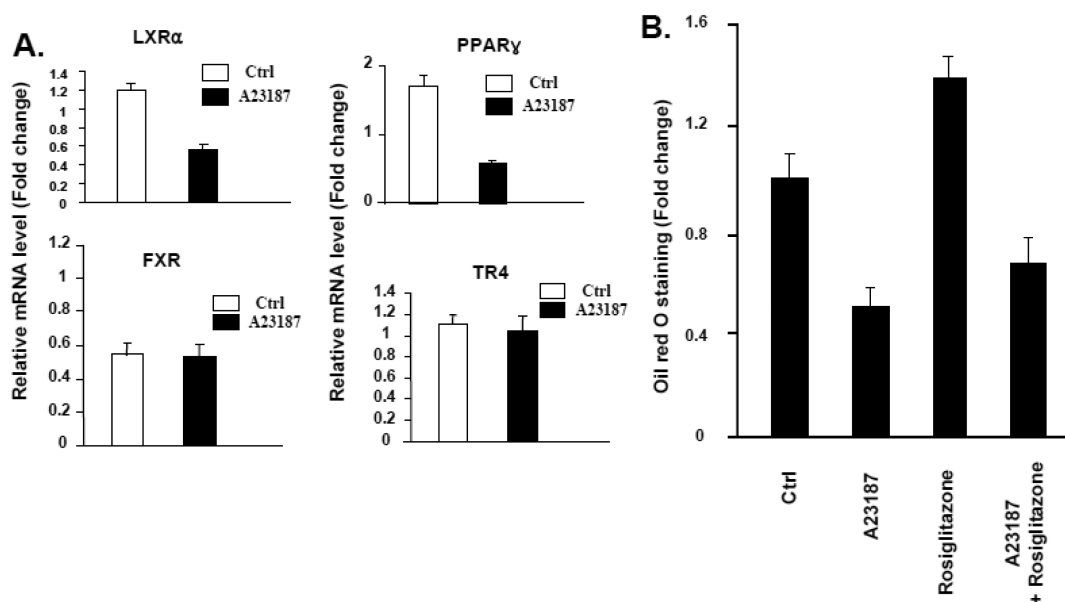 A.
LXRα
Relative mRNA level (Fold change)
1.4
1.2
1
0.8
0.6
0.4
1.2
0
Ctrl
A23187
PPARɣ
2
1
0
Ctrl
A23187
FXR
Relative mRNA level (Fold change)
1.2
1
0.8
0.6
0.4
0.2
0
Ctrl
A23187
TR4
1.4
1.2
1
0.8
0.6
0.4
0.2
0
Ctrl
A23187
B.
Oil red O staining (Fold change)
1.6
1.2
0.8
0.4
0
Ctrl
A23187
Rosiglitazone
A23187
+ Rosiglitazone